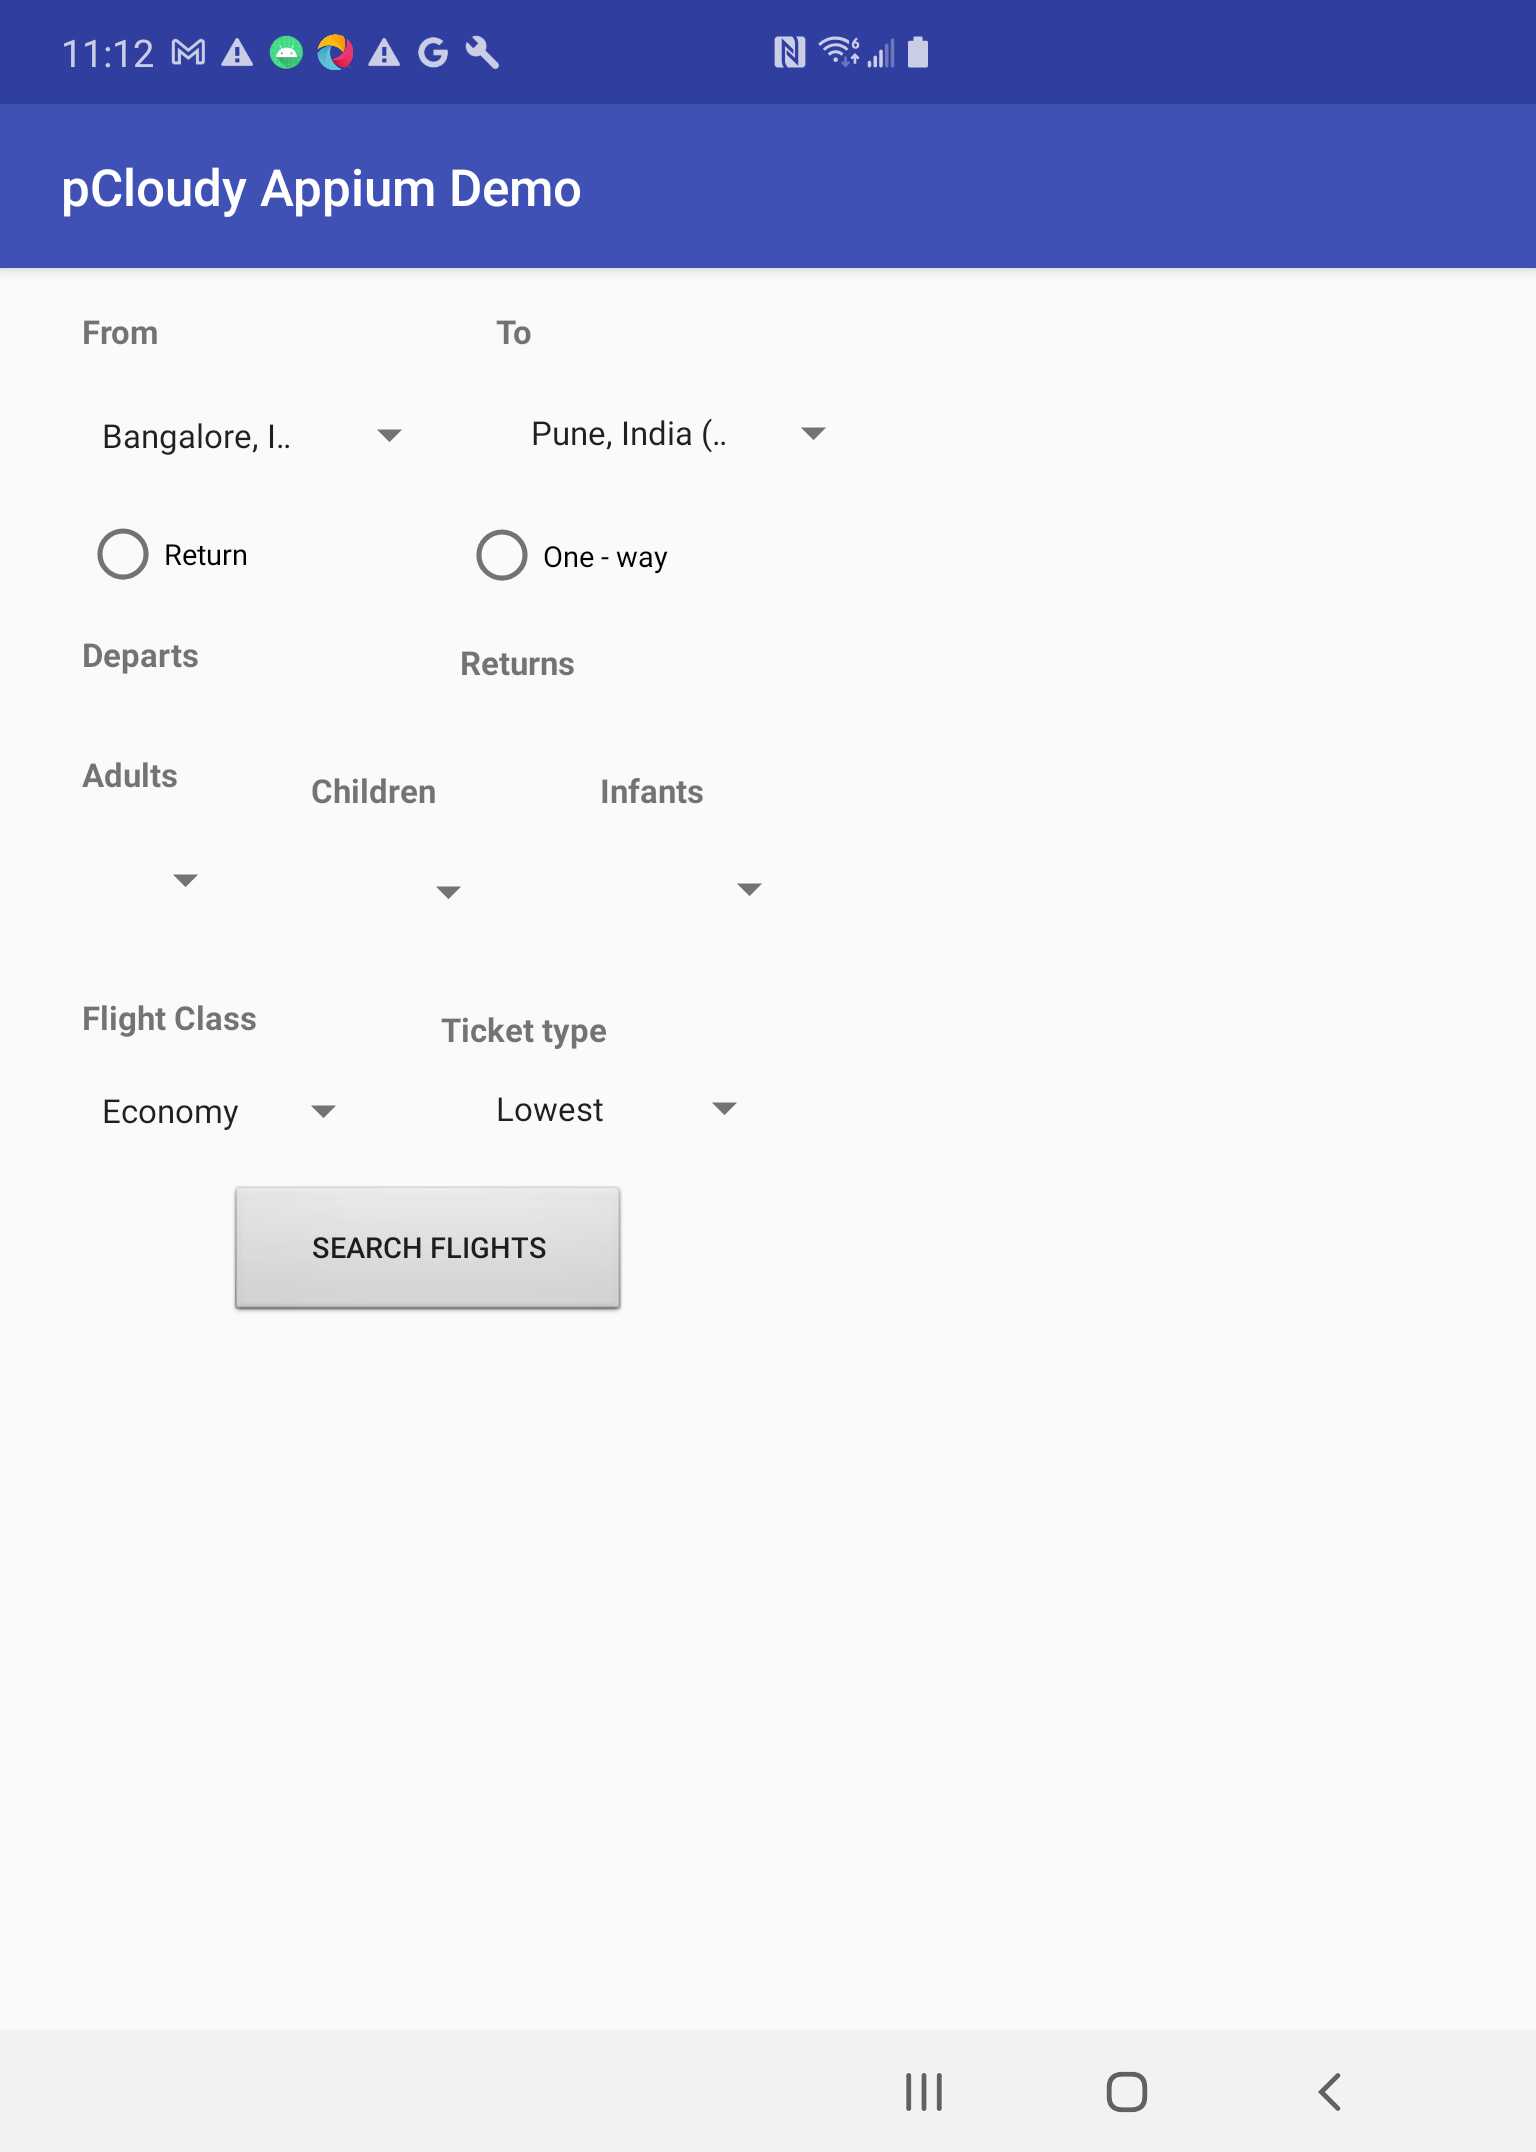 11:12
pCloudy Appium Demo
From To
Bangalore, I.. Pune, India (..
Return One - way
Departs Returns
Adults Children Infants
Flight Class Ticket type
Economy Lowest
SEARCH FLIGHTS